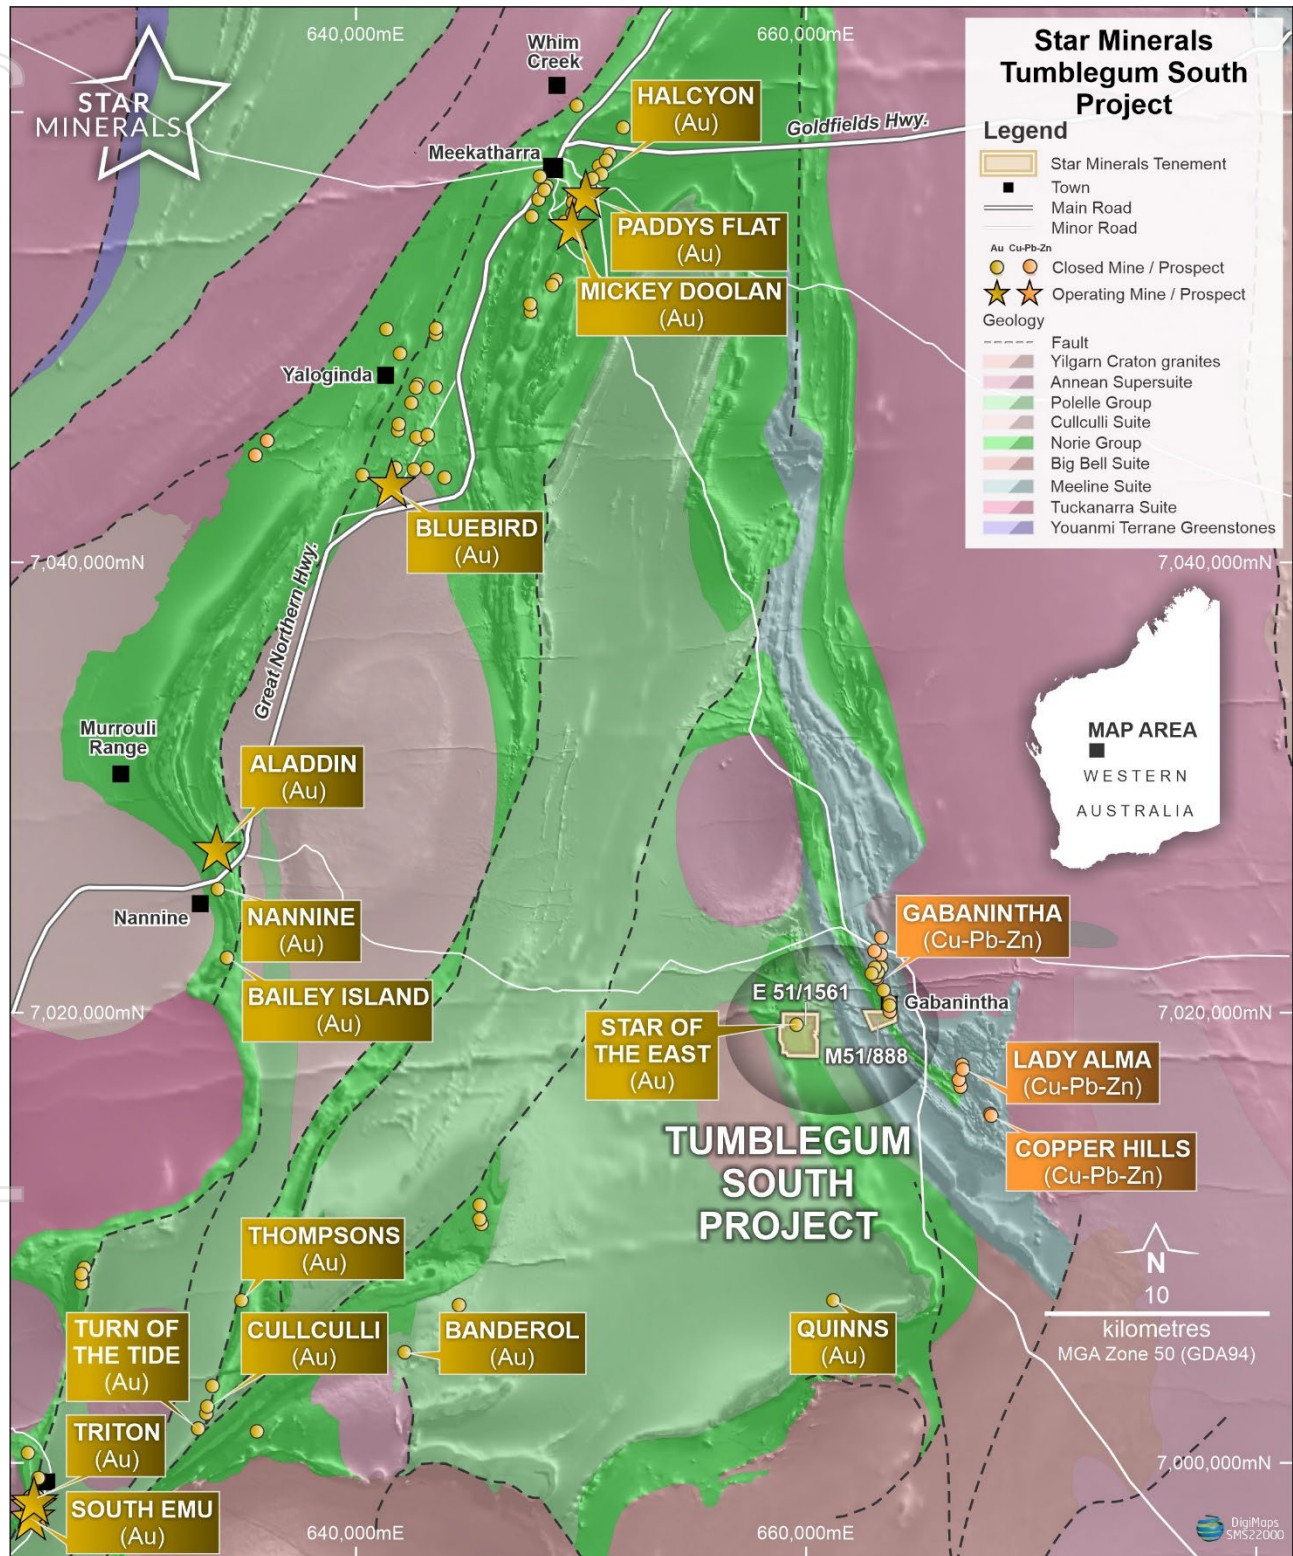 640,000mE
660,000mE
Star Minerals
Tumblegum South
Project
Legend
Star Minerals Tenement
Town
Main Road
Minor Road
Au Cu-Pb-Zn
Closed Mine / Prospect
Operating Mine / Prospect
Geology
Fault
Yilgarn Craton granites
Annean Supersuite
Polelle Group
Cullculli Suite
Norie Group
Big Bell Suite
Meeline Suite
Tuckanarra Suite
Youanmi Terrane Greenstones
STAR
MINERALS
Whim
Creek
HALCYON
(Au)
Goldfields Hwy.
Meekatharra
PADDYS FLAT
(Au)
MICKEY DOOLAN
(Au)
Yaloginda
BLUEBIRD
(Au)
7,040,000mN
7,040,000mN
Great Northern Hwy.
MAP AREA
WESTERN
AUSTRALIA
Murrouli
Range
ALADDIN
(Au)
Nannine
NANNINE
(Au)
GABANINTHA
(Cu-Pb-Zn)
BAILEY ISLAND
(Au)
E 51/1561
Gabanintha
7,020,000mN
7,020,000mN
STAR OF
THE EAST
(Au)
M51/888
LADY ALMA
(Cu-Pb-Zn)
TUMBLEGUM
SOUTH
PROJECT
COPPER HILLS
(Cu-Pb-Zn)
THOMPSONS
(Au)
N
10
kilometres
MGA Zone 50 (GDA94)
TURN OF
THE TIDE
(Au)
CULLCULLI
(Au)
BANDEROL
(Au)
QUINNS
(Au)
TRITON
(Au)
7,000,000mN
SOUTH EMU
(Au)
640,000mE
660,000mE
DigiMaps
SMS22000